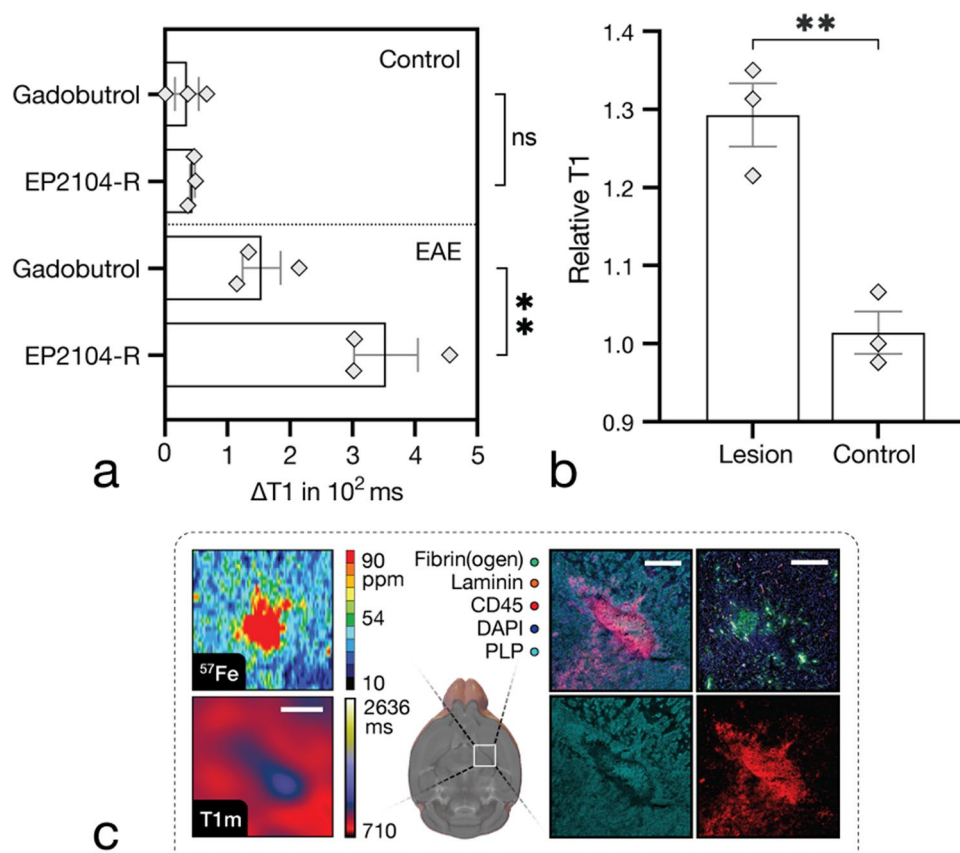 Control
Gadobutrol
EP2104-R
ns
EAE
Gadobutrol
EP2104-R
**
0 1 2 3 4 5
ΔT1 in 10² ms
a
**
1.4
1.3
1.2
1.1
1.0
0.9
Relative T1
Lesion Control
b
90
ppm
54
10
⁵⁷Fe
Fibrin(ogen)
Laminin
CD45
DAPI
PLP
2636
ms
710
T1m
c